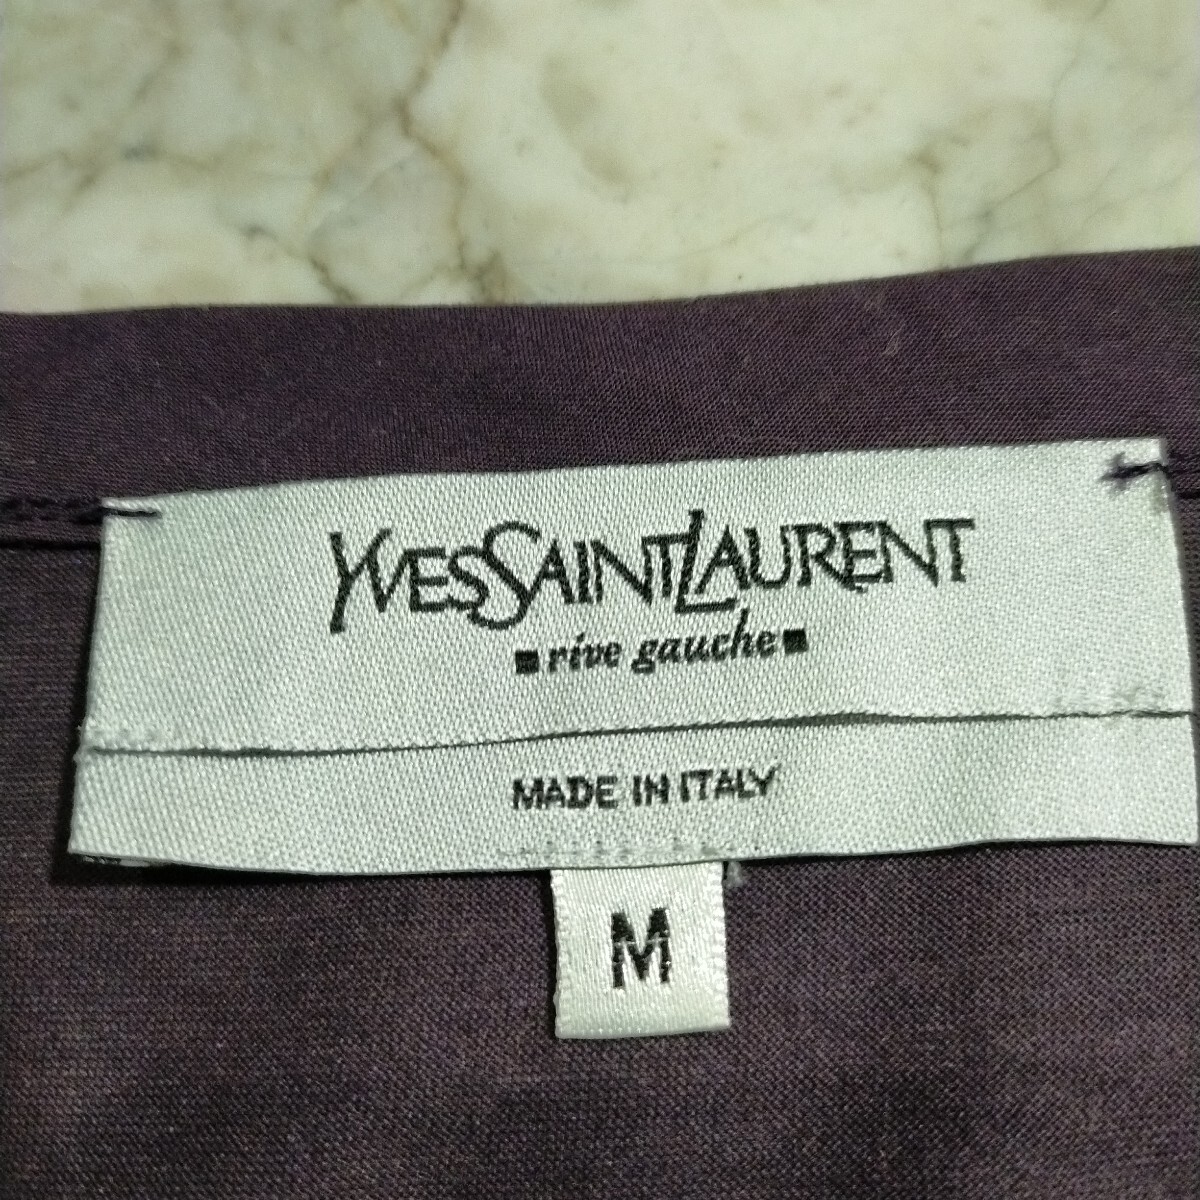 YVESSAINTLAURENT
rive gauche
MADE IN ITALY
M